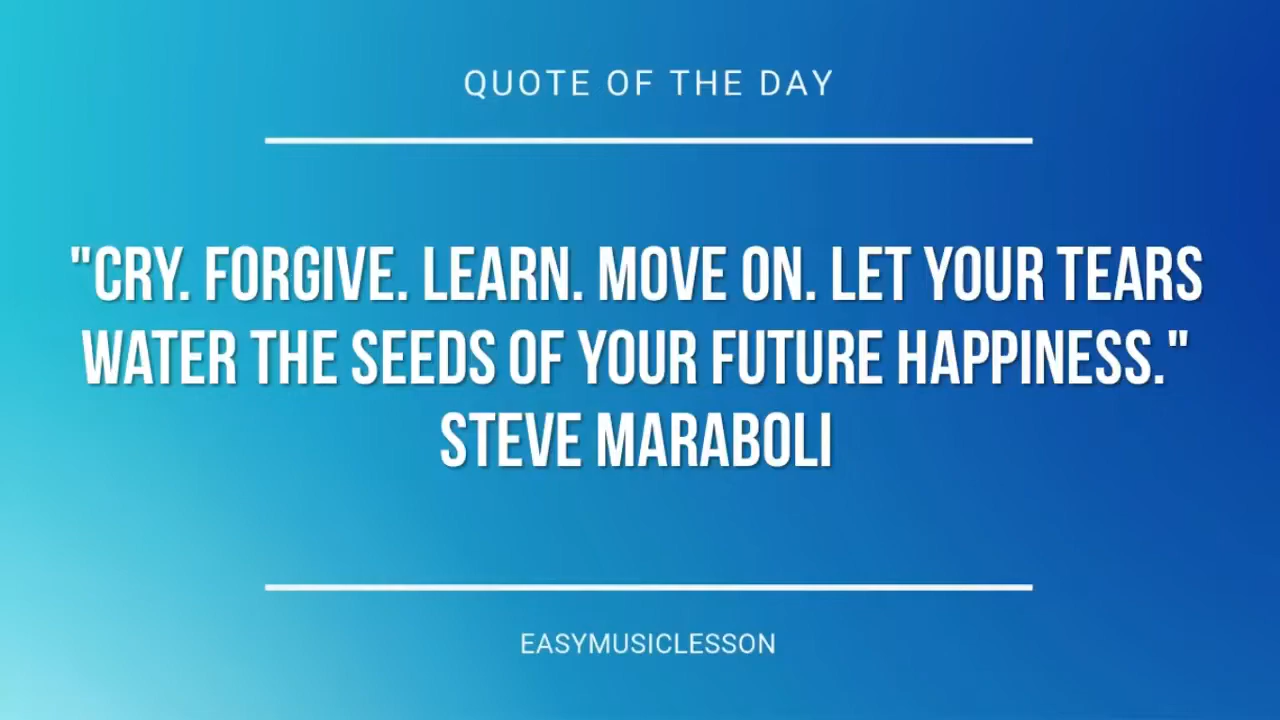 QUOTE OF THE DAY
"CRY. FORGIVE. LEARN. MOVE ON. LET YOUR TEARS
WATER THE SEEDS OF YOUR FUTURE HAPPINESS."
STEVE MARABOLI
EASYMUSICLESSON